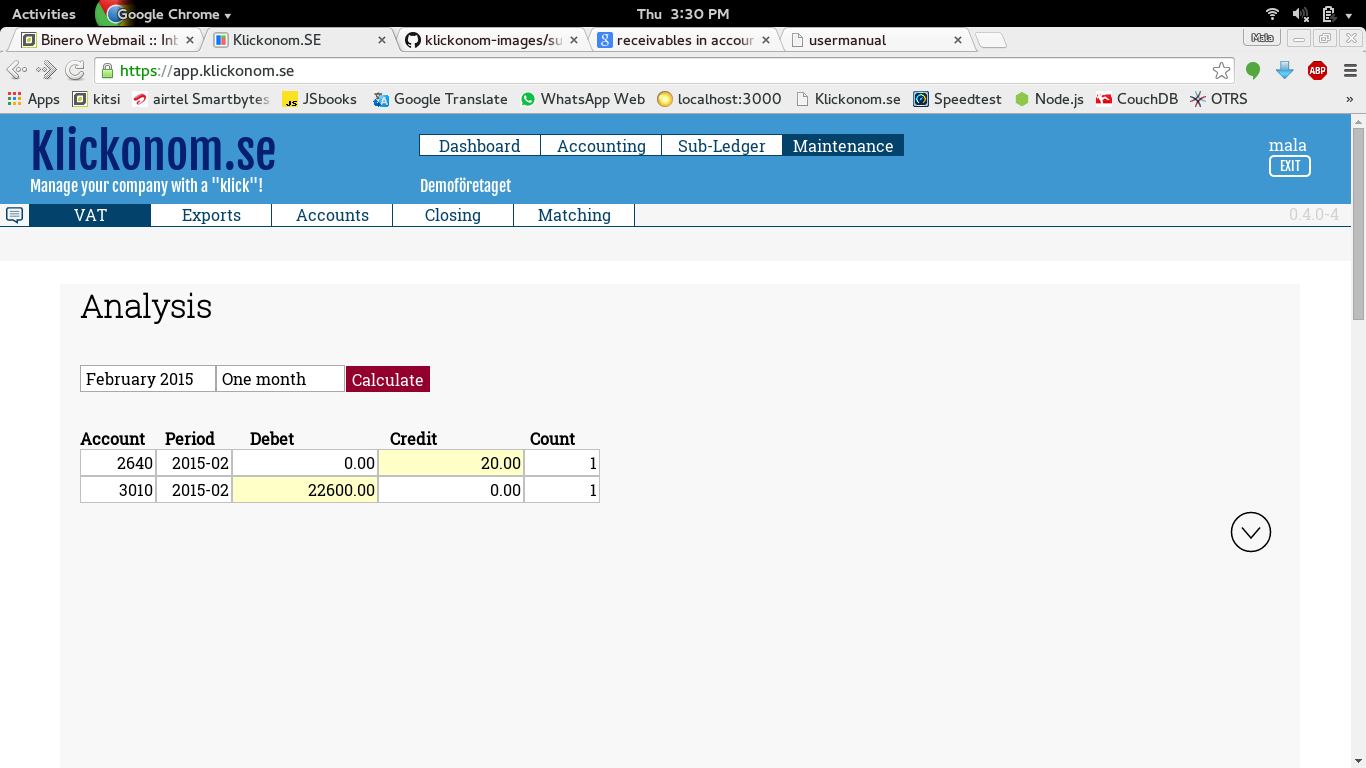 Activities Google Chrome Thu 3:30 PM
Binero Webmail :: Int Klickonom.SE klickonom-images/su receivables in accour usermanual Mala
https://app.klickonom.se ABP
Apps kitsi airtel Smartbytes JS JSbooks Google Translate WhatsApp Web localhost:3000 Klickonom.se Speedtest Node.js CouchDB OTRS »
Klickonom.se
Dashboard Accounting Sub-Ledger Maintenance
mala
EXIT
Manage your company with a "klick"! Demoföretaget
VAT Exports Accounts Closing Matching 0.4.0-4
Analysis
February 2015 One month Calculate
Account Period Debet Credit Count
2640 2015-02 0.00 20.00 1
3010 2015-02 22600.00 0.00 1